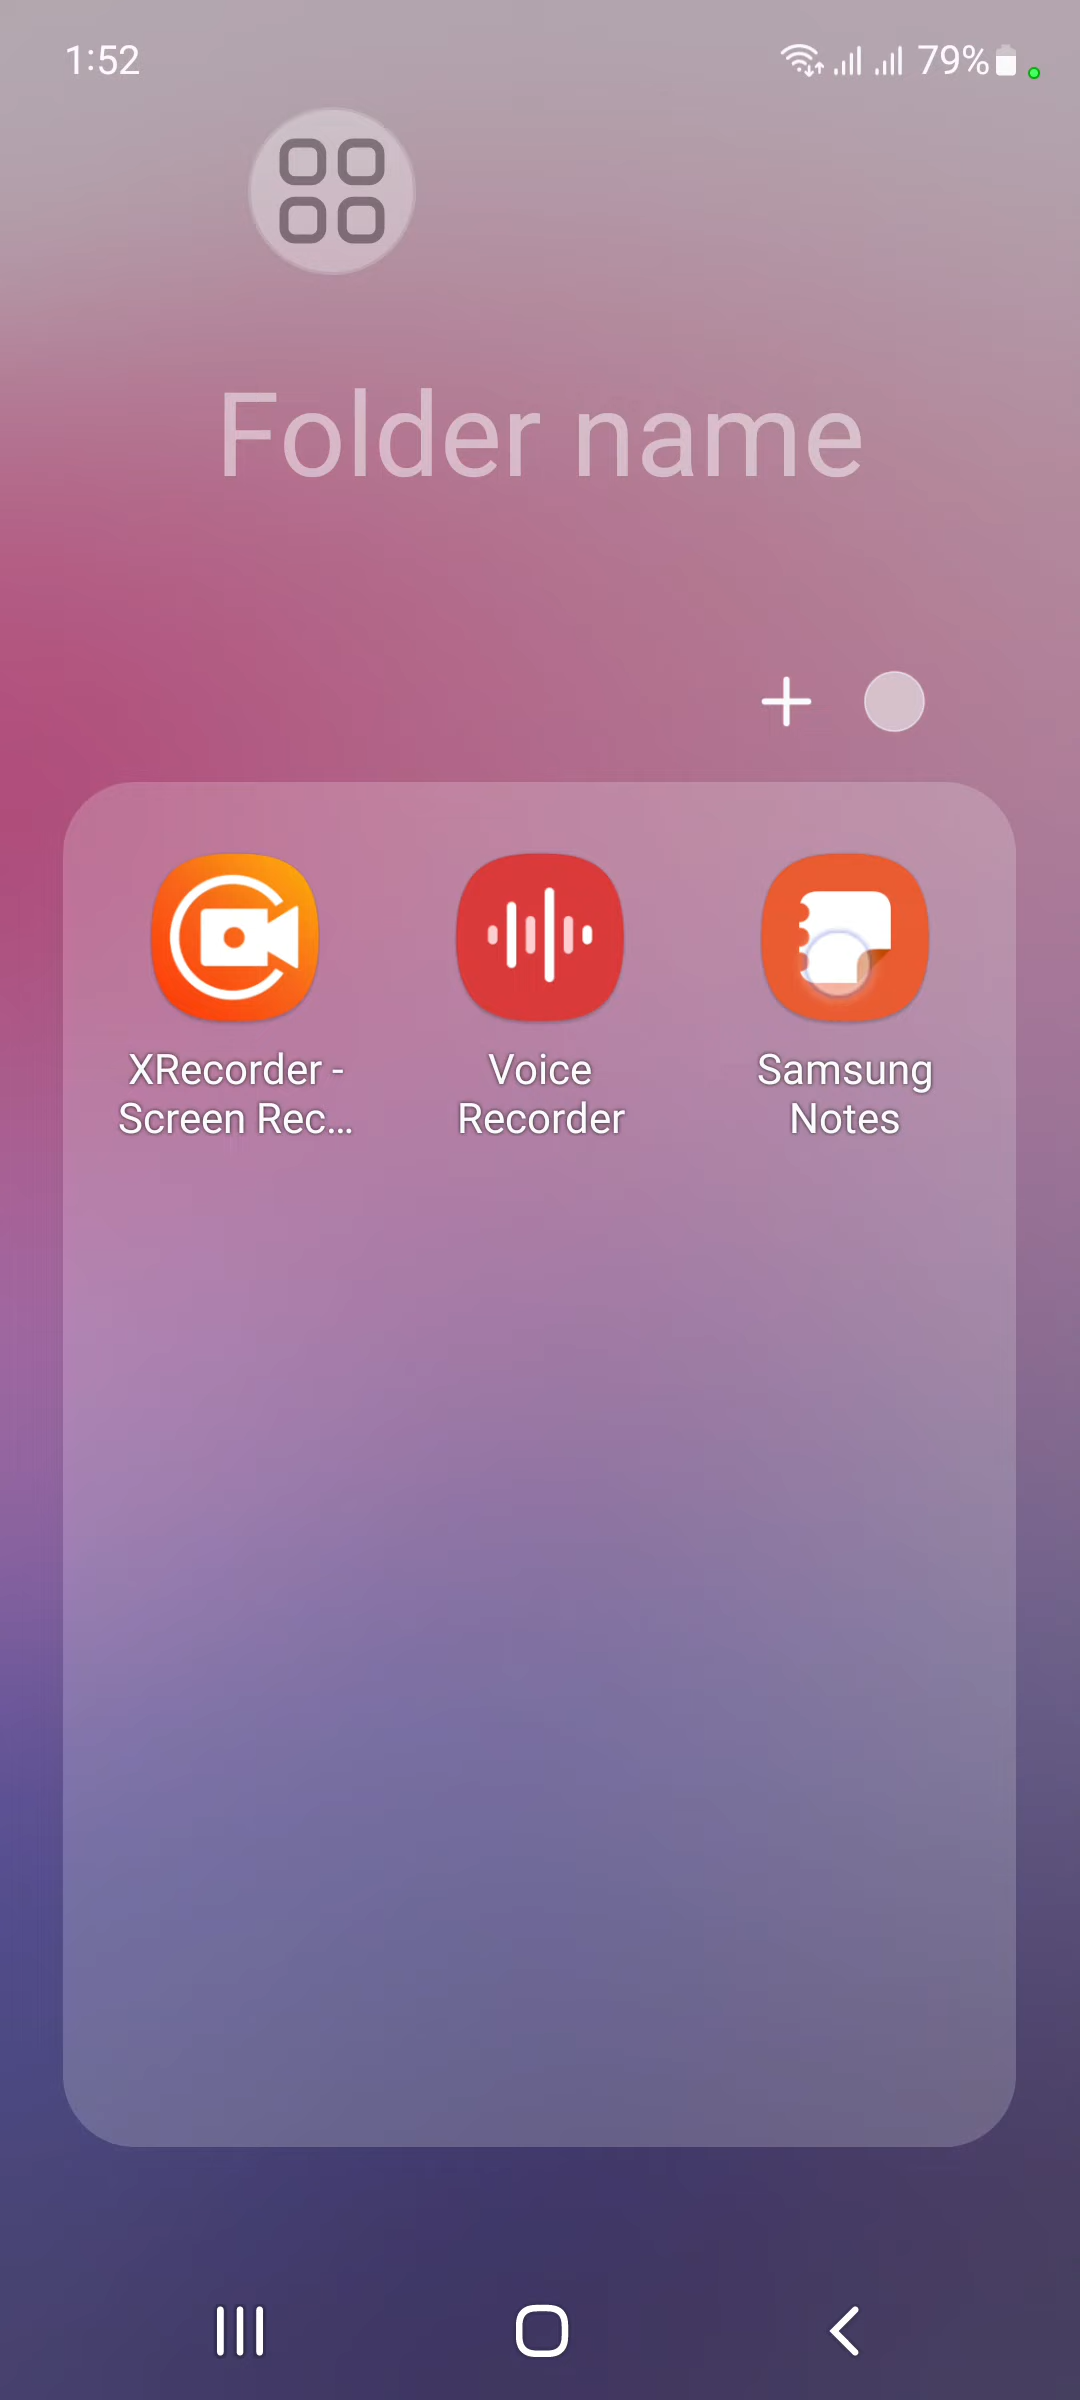 1:52
79%
Folder name
XRecorder -
Screen Rec...
Voice
Recorder
Samsung
Notes